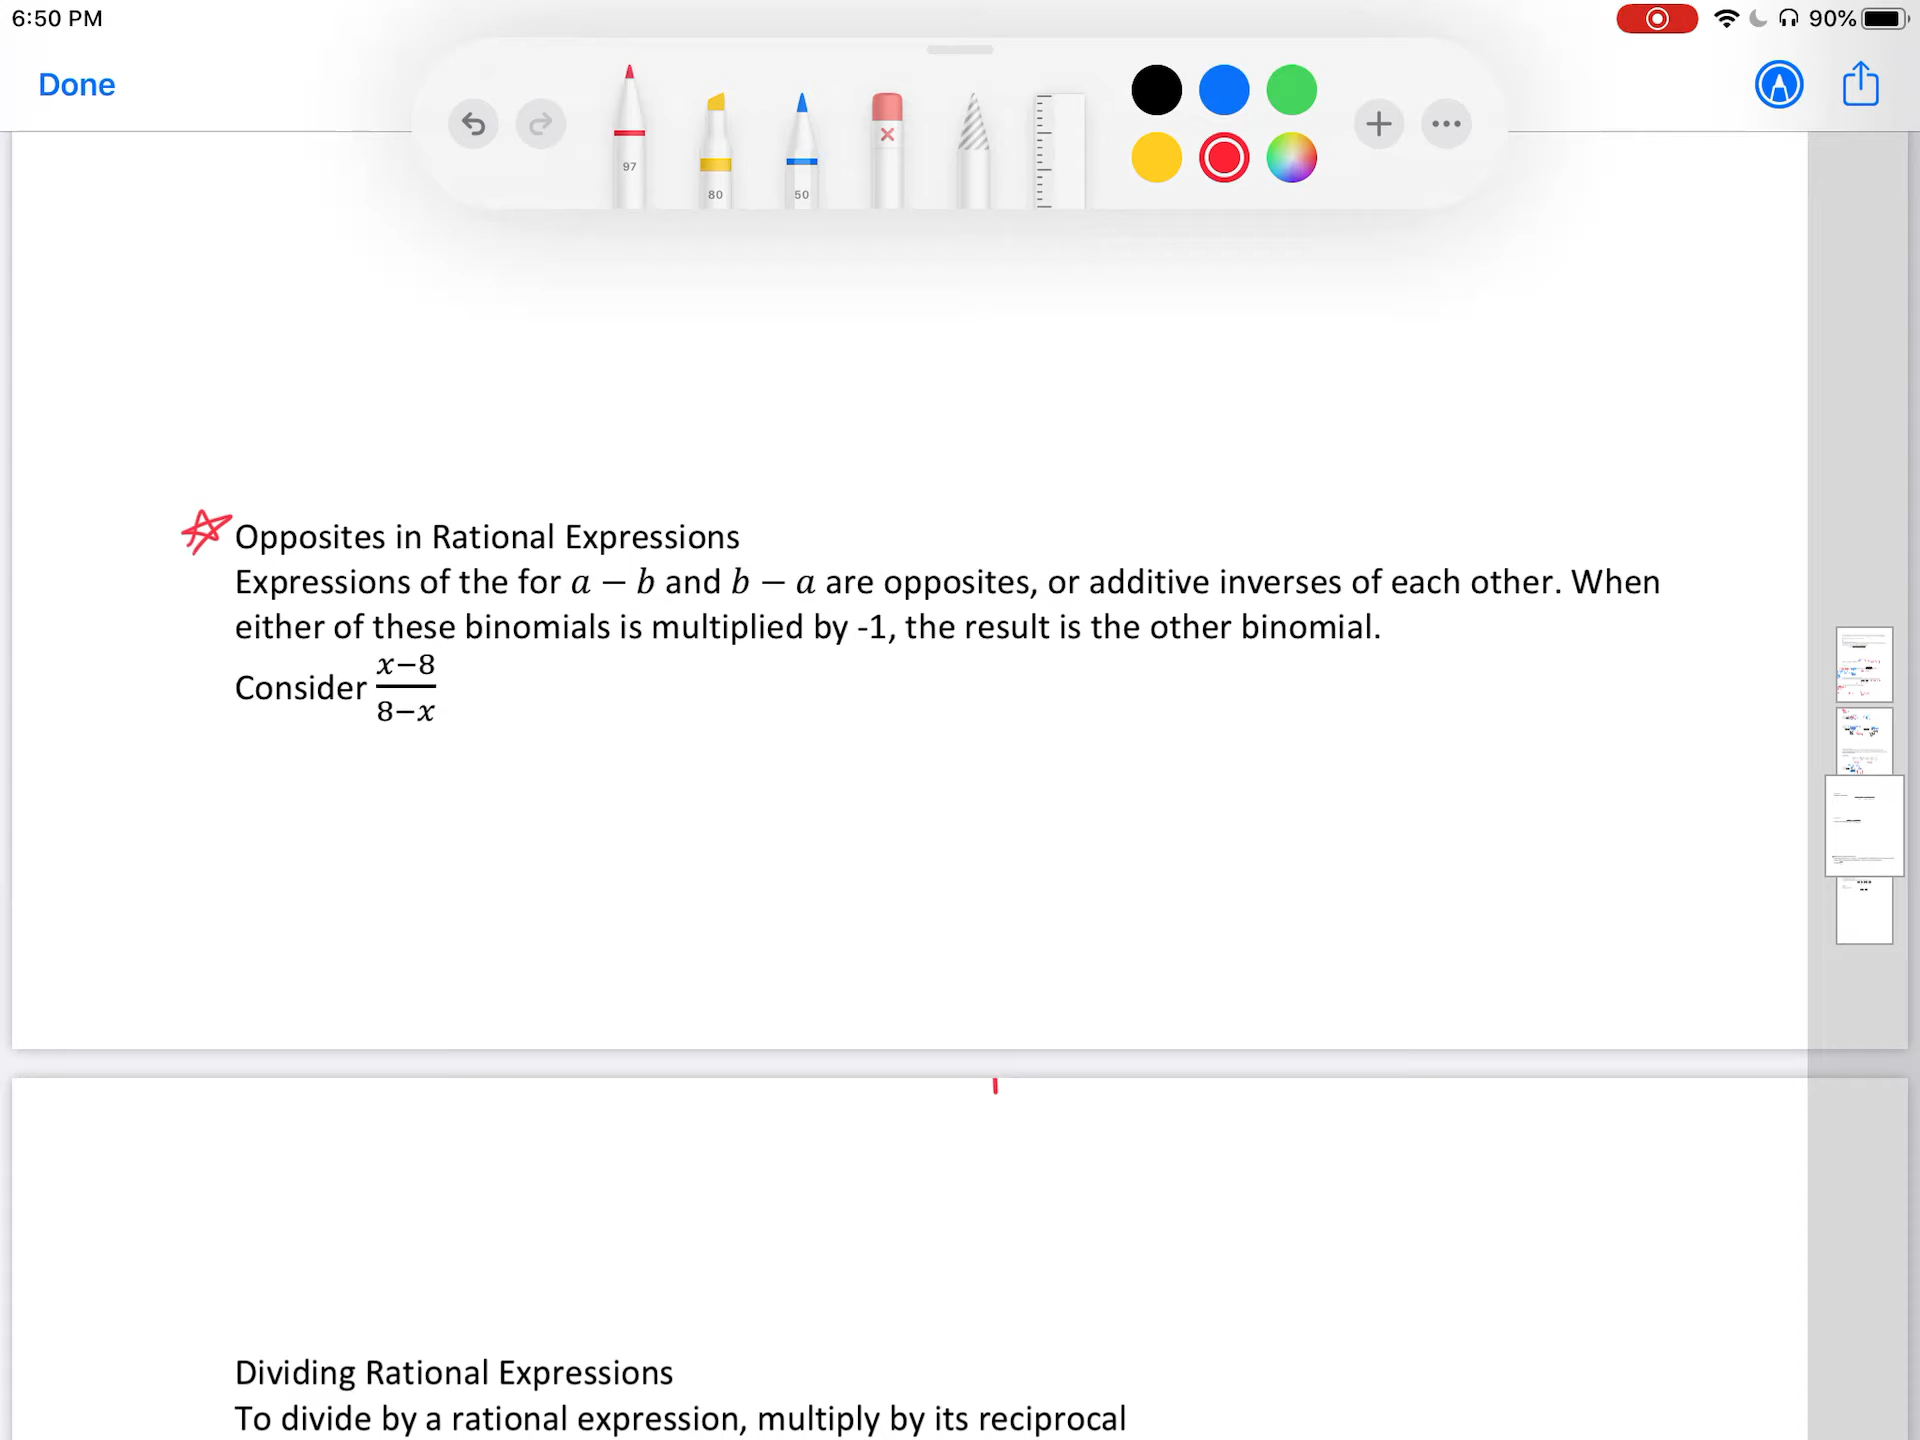 6:50 PM
90%
Done
97
80
50
Opposites in Rational Expressions
Expressions of the for a − b and b − a are opposites, or additive inverses of each other. When
either of these binomials is multiplied by -1, the result is the other binomial.
Consider x−8
8−x
Dividing Rational Expressions
To divide by a rational expression, multiply by its reciprocal